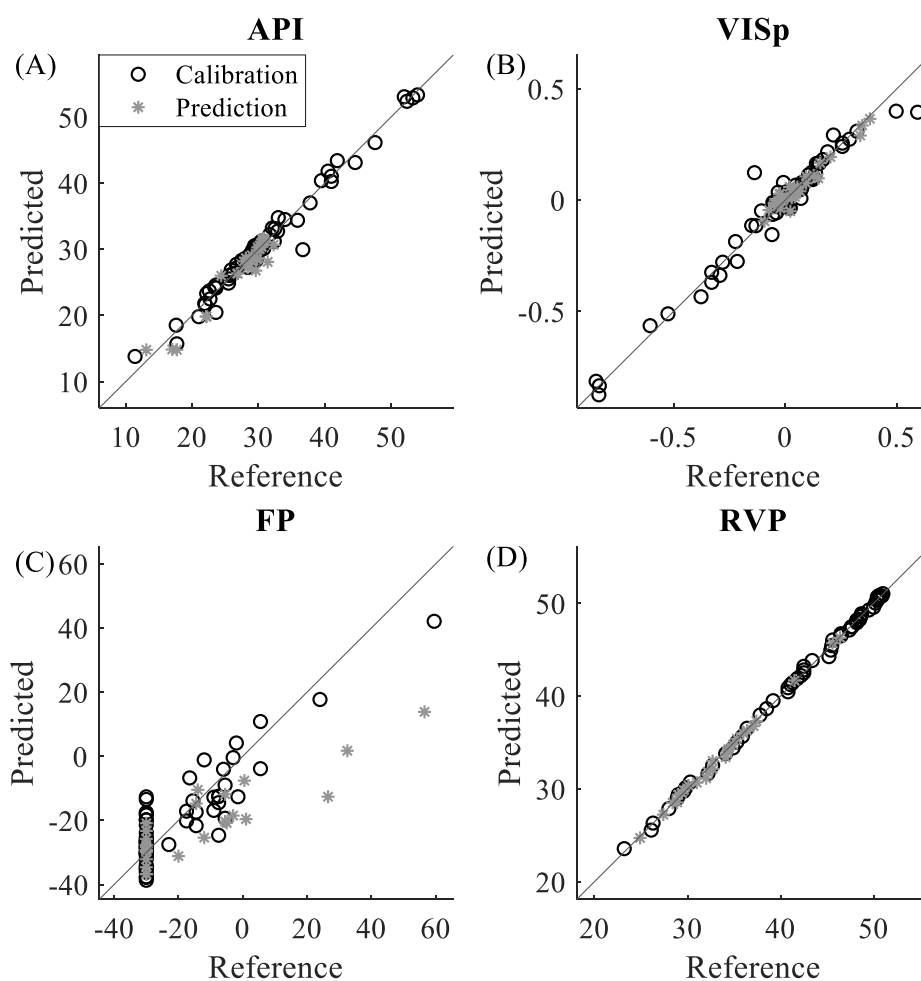 API
(A)
Calibration
Prediction
50
40
30
20
10
Predicted
10 20 30 40 50
Reference
VISp
(B)
0.5
0
-0.5
Predicted
-0.5 0 0.5
Reference
FP
(C)
60
40
20
0
-20
-40
Predicted
-40 -20 0 20 40 60
Reference
RVP
(D)
50
40
30
20
Predicted
20 30 40 50
Reference